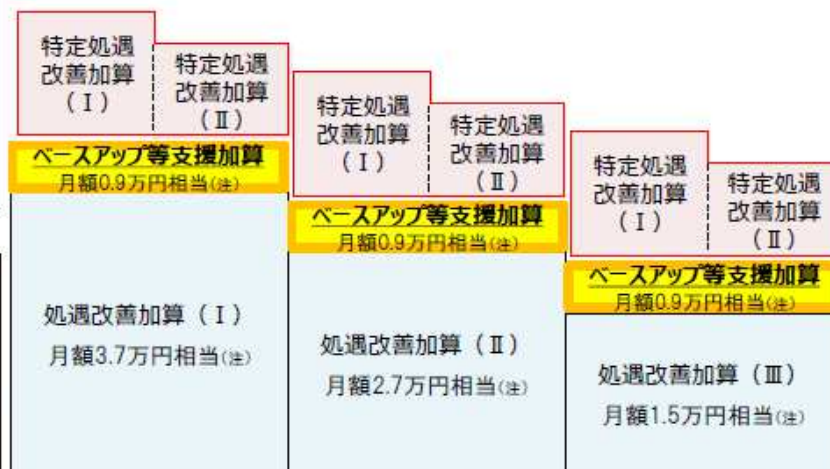 特定処遇
改善加算
（Ⅰ）
特定処遇
改善加算
（Ⅱ）
ベースアップ等支援加算
月額0.9万円相当(注)
処遇改善加算（Ⅰ）
月額3.7万円相当(注)
特定処遇
改善加算
（Ⅰ）
特定処遇
改善加算
（Ⅱ）
ベースアップ等支援加算
月額0.9万円相当(注)
処遇改善加算（Ⅱ）
月額2.7万円相当(注)
特定処遇
改善加算
（Ⅰ）
特定処遇
改善加算
（Ⅱ）
ベースアップ等支援加算
月額0.9万円相当(注)
処遇改善加算（Ⅲ）
月額1.5万円相当(注)